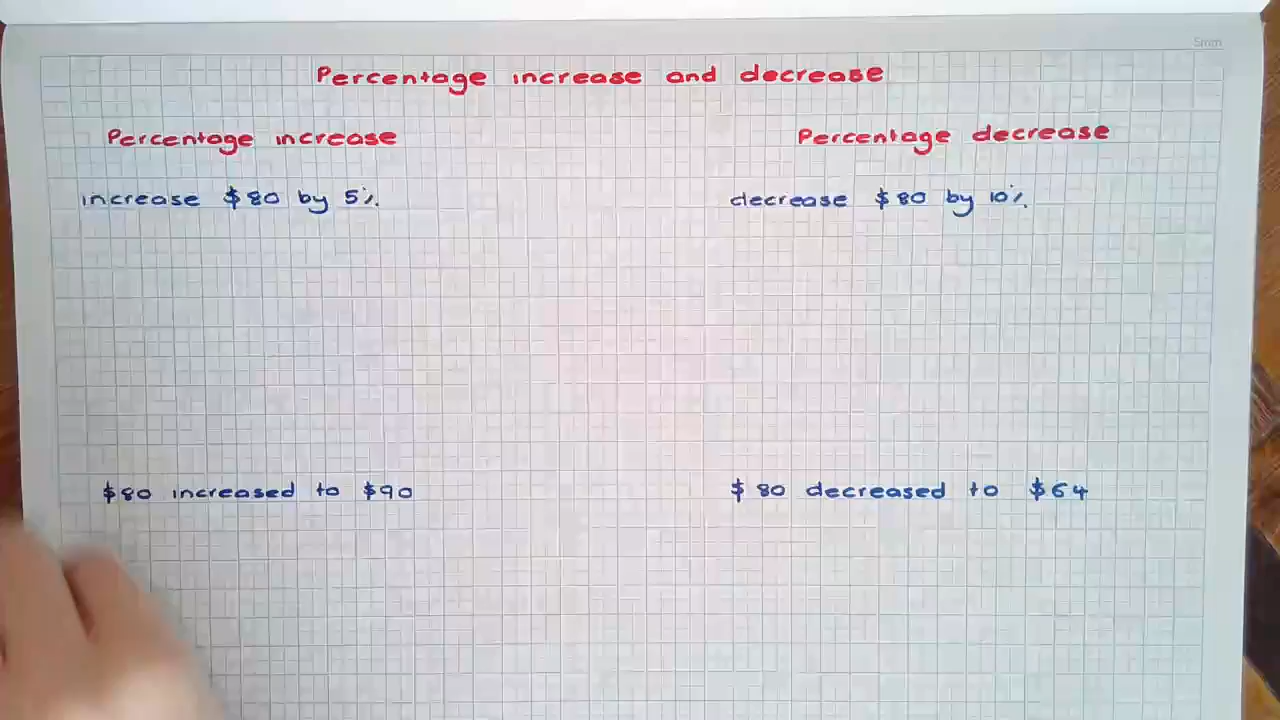 5mm
Percentage increase and decrease
Percentage increase
Percentage decrease
increase $80 by 5%
decrease $80 by 10%
$80 increased to $90
$80 decreased to $64